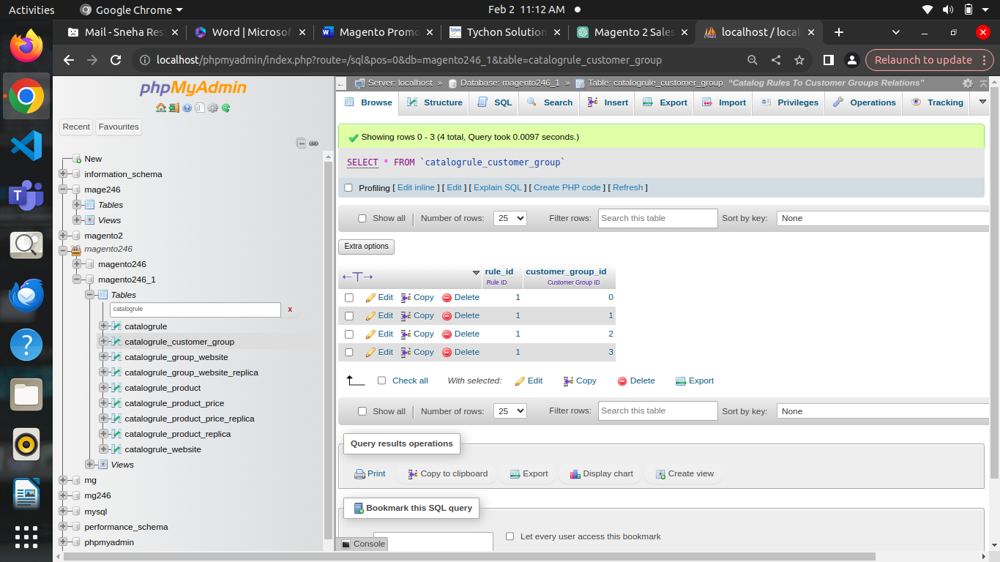 Activities
Google Chrome
Feb 2 11:12 AM
Mail - Sneha Res
Word | Microsof
Magento Promo
Tychon Solution
Magento 2 Sales
localhost / local
localhost/phpmyadmin/index.php?route=/sql&pos=0&db=magento246_1&table=catalogrule_customer_group
Relaunch to update
phpMyAdmin
Recent
Favourites
New
information_schema
mage246
Tables
Views
magento2
magento246
magento246
magento246_1
Tables
catalogrule
x
catalogrule
catalogrule_customer_group
catalogrule_group_website
catalogrule_group_website_replica
catalogrule_product
catalogrule_product_price
catalogrule_product_price_replica
catalogrule_product_replica
catalogrule_website
Views
mg
mg246
mysql
performance_schema
phpmyadmin
Server: localhost » Database: magento246_1 » Table: catalogrule_customer_group “Catalog Rules To Customer Groups Relations”
Browse Structure SQL Search Insert Export Import Privileges Operations Tracking
Showing rows 0 - 3 (4 total, Query took 0.0097 seconds.)
SELECT * FROM `catalogrule_customer_group`
Profiling [ Edit inline ] [ Edit ] [ Explain SQL ] [ Create PHP code ] [ Refresh ]
Show all | Number of rows: 25 Filter rows: Search this table Sort by key: None
Extra options
←T→ rule_id customer_group_id
Rule ID Customer Group ID
Edit Copy Delete 1 0
Edit Copy Delete 1 1
Edit Copy Delete 1 2
Edit Copy Delete 1 3
Check all With selected: Edit Copy Delete Export
Show all | Number of rows: 25 Filter rows: Search this table Sort by key: None
Query results operations
Print Copy to clipboard Export Display chart Create view
Bookmark this SQL query
Let every user access this bookmark
Console